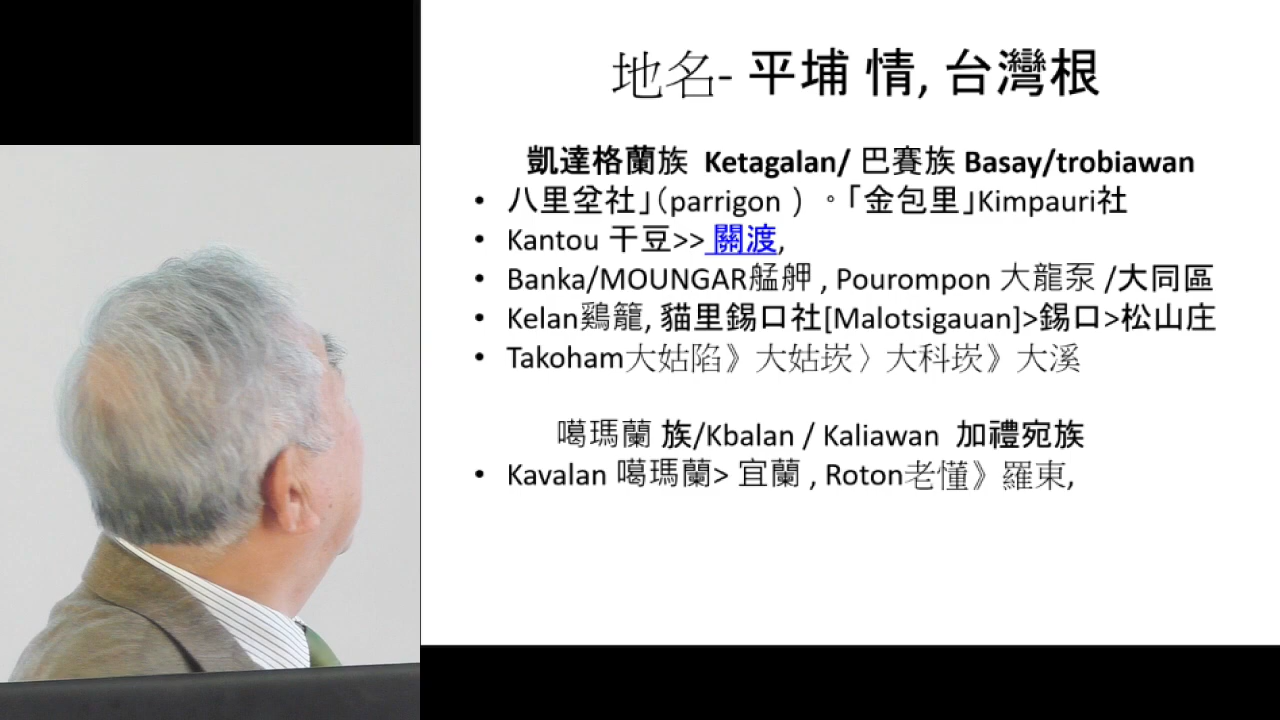 地名- 平埔 情, 台灣根
凱達格蘭族 Ketagalan/ 巴賽族 Basay/trobiawan
• 八里坌社」（parrigon ）。「金包里」Kimpauri社
• Kantou 干豆>> 關渡,
• Banka/MOUNGAR艋舺 , Pourompon 大龍泵 /大同區
• Kelan鷄籠, 貓里錫口社[Malotsigauan]>錫口>松山庄
• Takoham大姑陷》大姑崁〉大科崁》大溪
噶瑪蘭 族/Kbalan / Kaliawan 加禮宛族
• Kavalan 噶瑪蘭> 宜蘭 , Roton老懂》羅東,